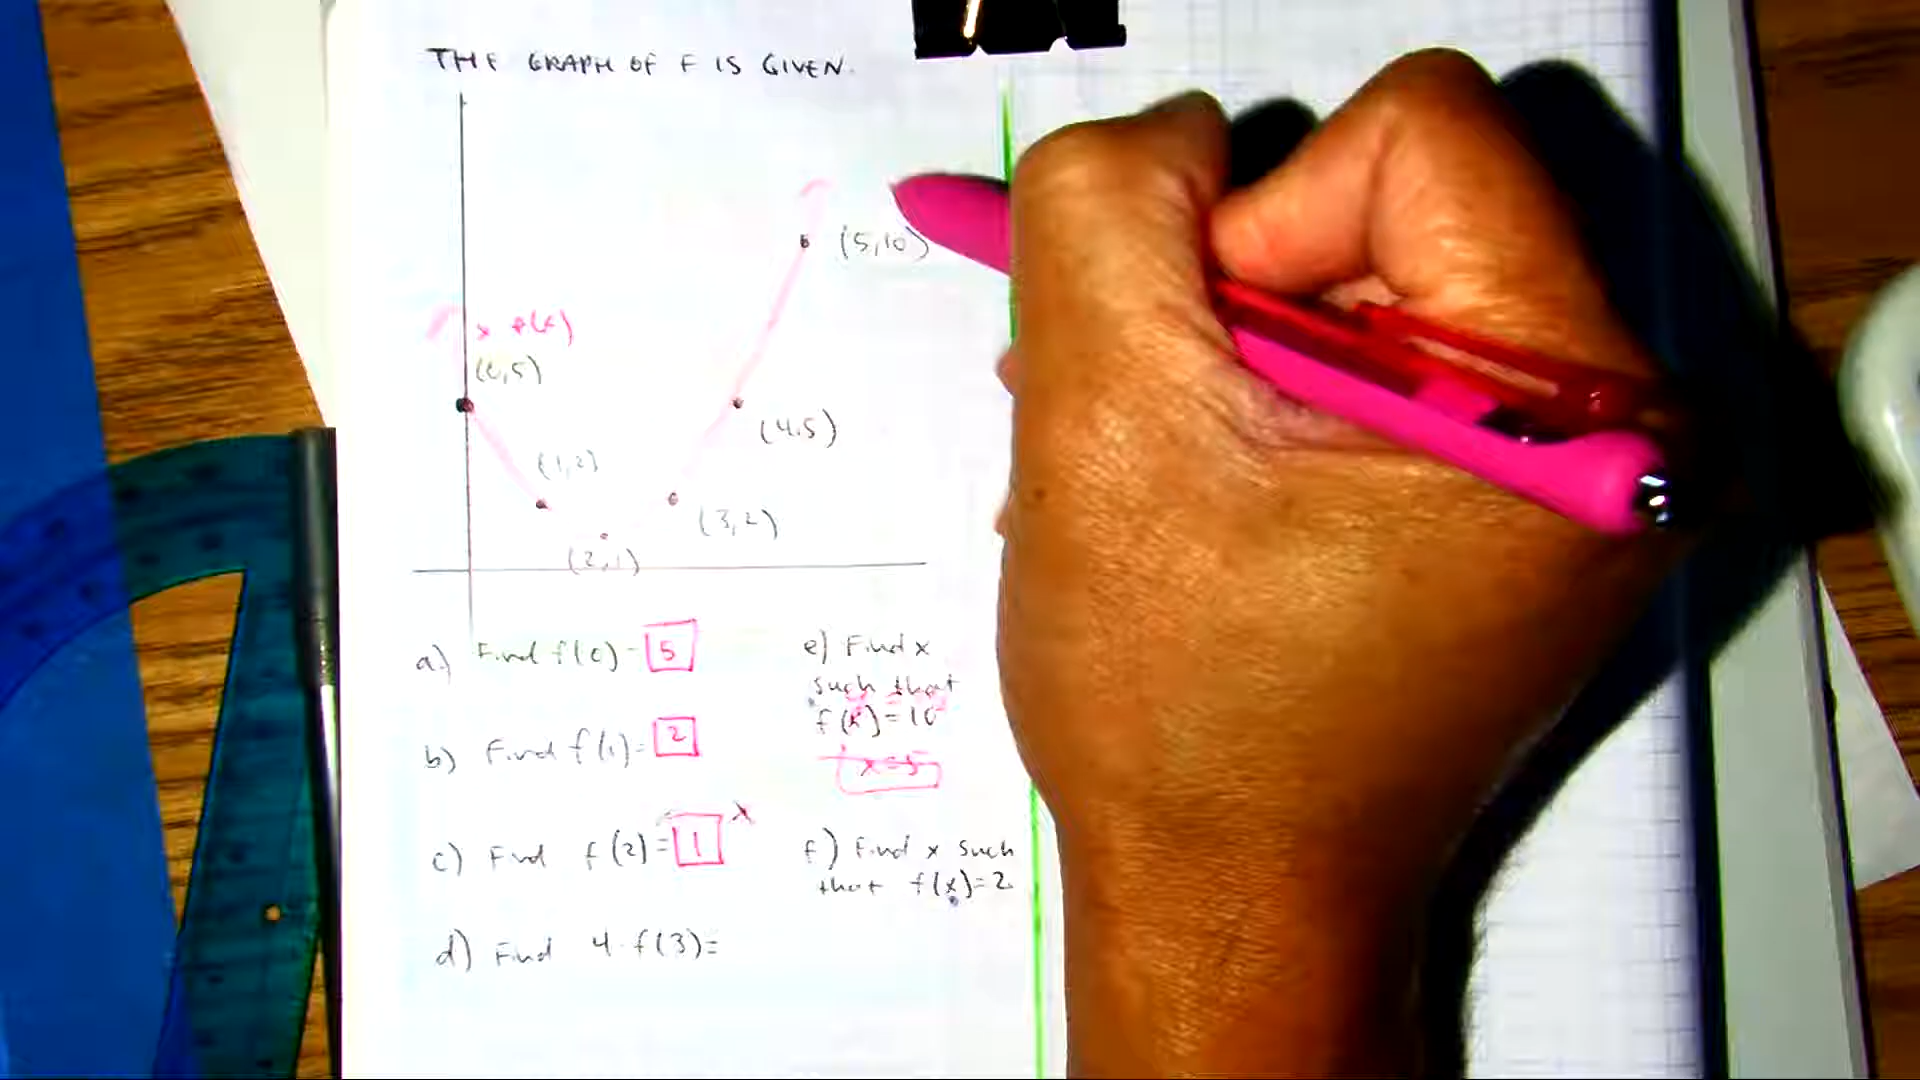 THE GRAPH OF F IS GIVEN.
(5,10)
x f(x)
(0,5)
(4,5)
(1,2)
(3,2)
(2,1)
a.) Find f(0) = 5
b) Find f(1) = 2
c) Find f(2) = 1 x
d) Find 4·f(3)=
e) Find x
such that
f(x)=10
x=5
f) Find x such
that f(x)=2